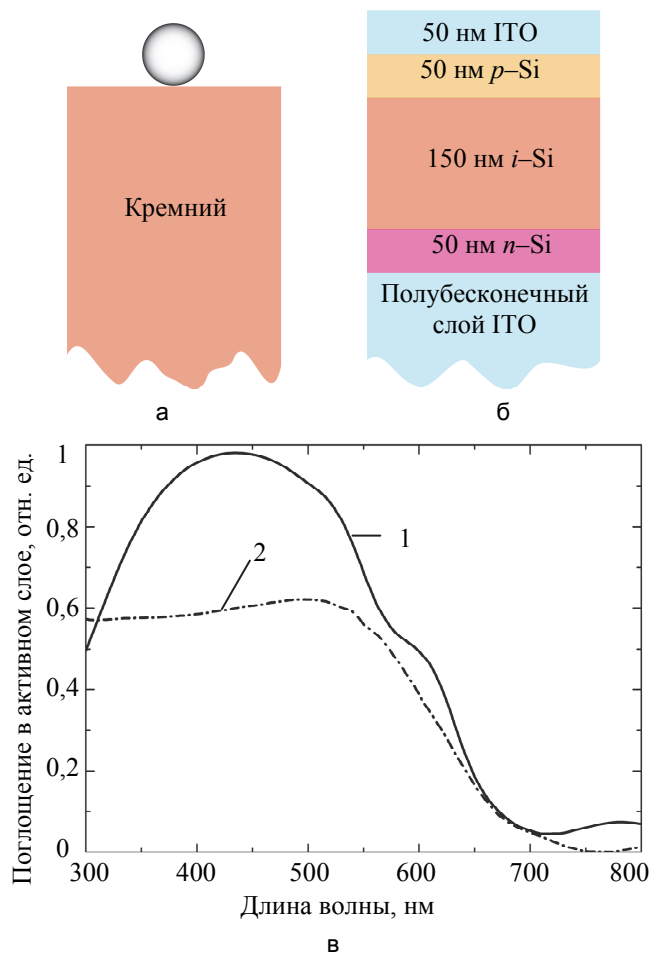 Кремний
а
50 нм ITO
50 нм p–Si
150 нм i–Si
50 нм n–Si
Полубесконечный
слой ITO
б
Поглощение в активном слое, отн. ед.
1
0,8
0,6
0,4
0,2
0
1
2
300 400 500 600 700 800
Длина волны, нм
в